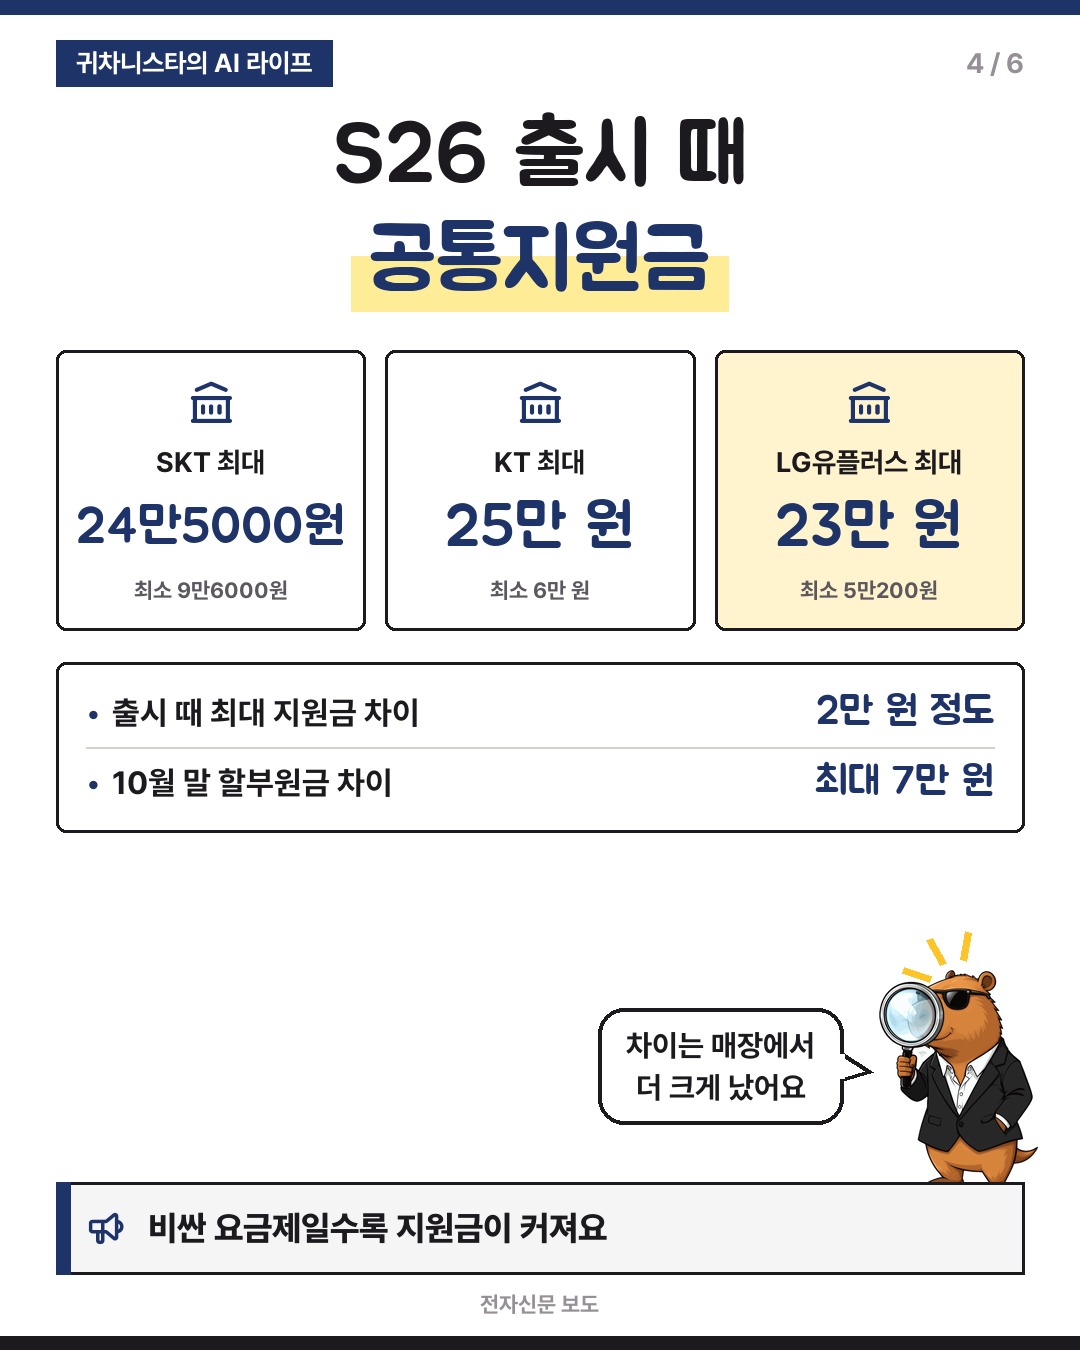 귀차니스타의 AI 라이프
4 / 6
S26 출시 때
공통지원금
SKT 최대
24만5000원
최소 9만6000원
KT 최대
25만 원
최소 6만 원
LG유플러스 최대
23만 원
최소 5만200원
• 출시 때 최대 지원금 차이 2만 원 정도
• 10월 말 할부원금 차이 최대 7만 원
차이는 매장에서
더 크게 났어요
비싼 요금제일수록 지원금이 커져요
전자신문 보도